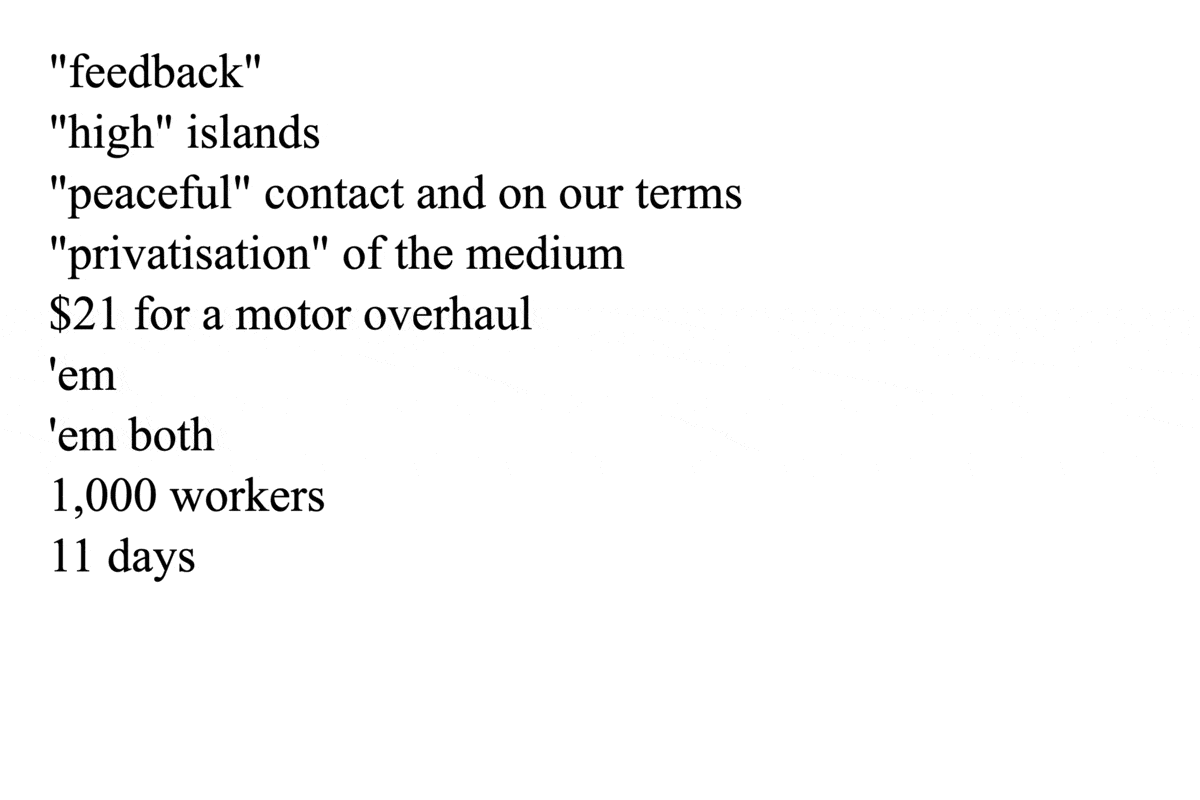 "feedback"
"high" islands
"peaceful" contact and on our terms
"privatisation" of the medium
$21 for a motor overhaul
'em
'em both
1,000 workers
11 days